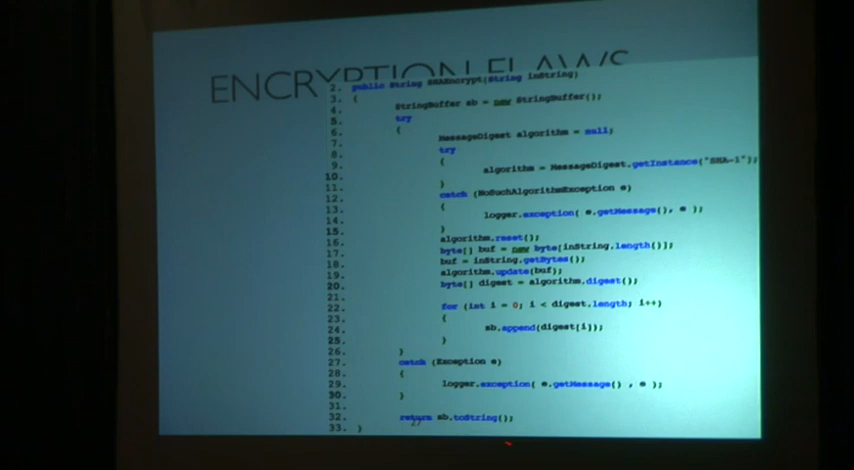 ENCRYPTION FLAWS
2. public String SHAEncrypt(String inString)
3. {
4. StringBuffer sb = new StringBuffer();
5. try
6. {
7. MessageDigest algorithm = null;
8. try
9. {
10. algorithm = MessageDigest.getInstance("SHA-1");
11. }
12. catch (NoSuchAlgorithmException e)
13. {
14. logger.exception( e.getMessage(), e );
15. }
16. algorithm.reset();
17. byte[] buf = new byte[inString.length()];
18. buf = inString.getBytes();
19. algorithm.update(buf);
20. byte[] digest = algorithm.digest();
21.
22. for (int i = 0; i < digest.length; i++)
23. {
24. sb.append(digest[i]);
25. }
26. }
27. catch (Exception e)
28. {
29. logger.exception( e.getMessage() , e );
30. }
31.
32. return sb.toString();
27
33. }